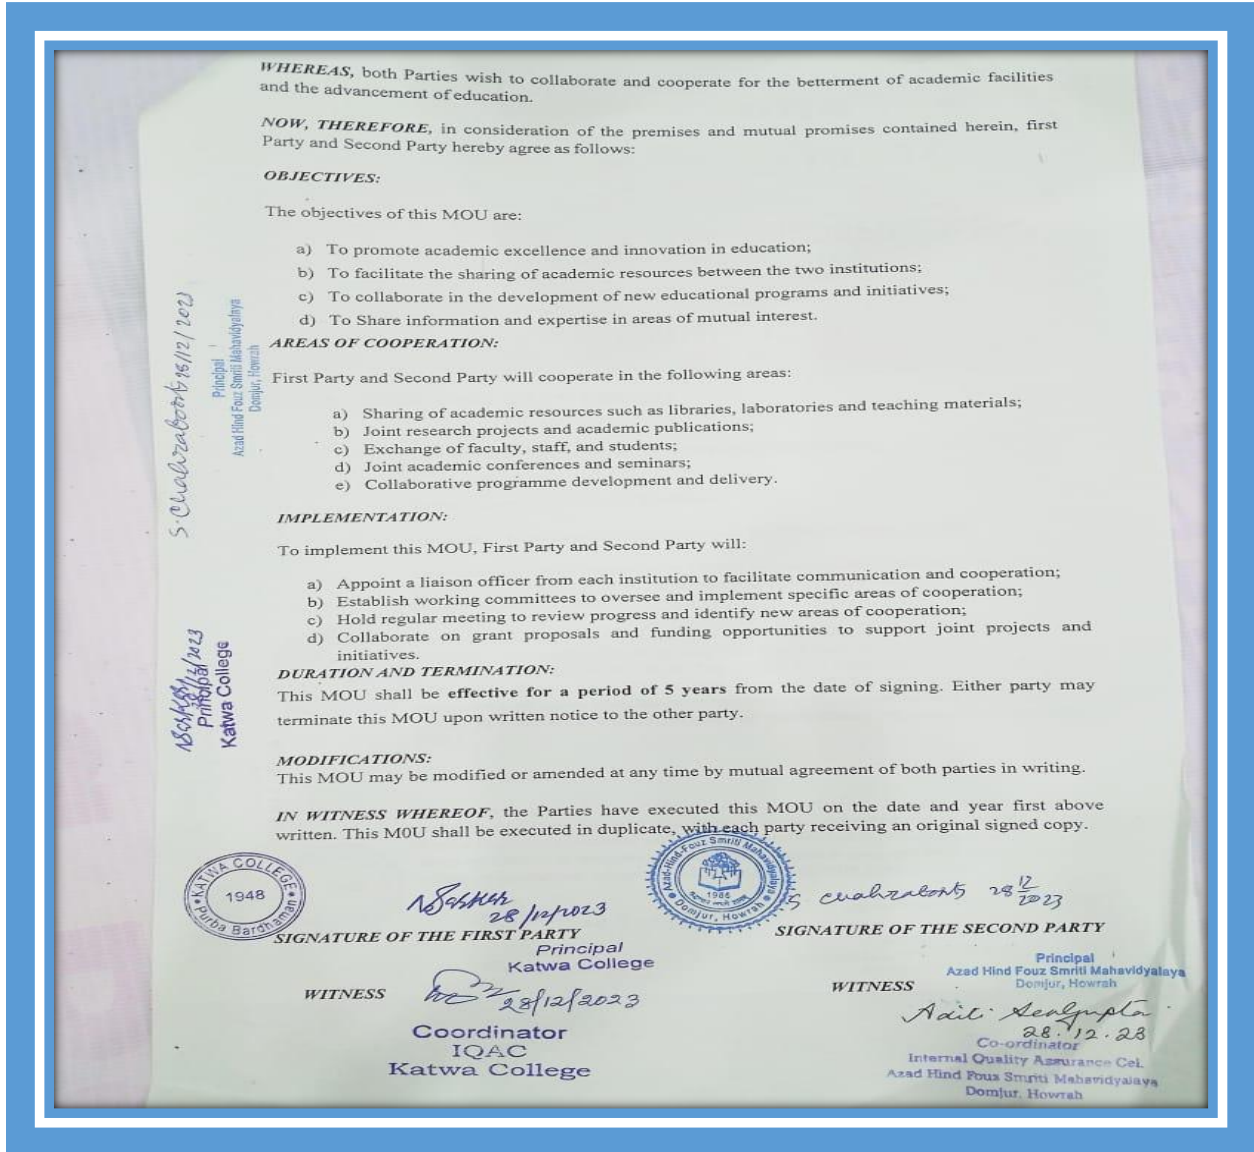 WHEREAS, both Parties wish to collaborate and cooperate for the betterment of academic facilities
and the advancement of education.
NOW, THEREFORE, in consideration of the premises and mutual promises contained herein, first
Party and Second Party hereby agree as follows:
OBJECTIVES:
The objectives of this MOU are:
a) To promote academic excellence and innovation in education;
b) To facilitate the sharing of academic resources between the two institutions;
c) To collaborate in the development of new educational programs and initiatives;
d) To Share information and expertise in areas of mutual interest.
AREAS OF COOPERATION:
First Party and Second Party will cooperate in the following areas:
a) Sharing of academic resources such as libraries, laboratories and teaching materials;
b) Joint research projects and academic publications;
c) Exchange of faculty, staff, and students;
d) Joint academic conferences and seminars;
e) Collaborative programme development and delivery.
IMPLEMENTATION:
To implement this MOU, First Party and Second Party will:
a) Appoint a liaison officer from each institution to facilitate communication and cooperation;
b) Establish working committees to oversee and implement specific areas of cooperation;
c) Hold regular meeting to review progress and identify new areas of cooperation;
d) Collaborate on grant proposals and funding opportunities to support joint projects and
initiatives.
DURATION AND TERMINATION:
This MOU shall be effective for a period of 5 years from the date of signing. Either party may
terminate this MOU upon written notice to the other party.
MODIFICATIONS:
This MOU may be modified or amended at any time by mutual agreement of both parties in writing.
IN WITNESS WHEREOF, the Parties have executed this MOU on the date and year first above
written. This M0U shall be executed in duplicate, with each party receiving an original signed copy.
S. Chakraborty /12/2023
Principal
Azad Hind Fouz Smriti Mahavidyalaya
Domjur, Howrah
/12/2023
Principal
Katwa College
KATWA COLLEGE
1948
Purba Bardhaman
28/12/2023
SIGNATURE OF THE FIRST PARTY
Principal
Katwa College
WITNESS
28/12/2023
Coordinator
IQAC
Katwa College
Azad-Hind-Fouz Smriti Mahavidyalaya
Domjur, Howrah
S Chakraborty 28/12/2023
SIGNATURE OF THE SECOND PARTY
Principal
Azad Hind Fouz Smriti Mahavidyalaya
Domjur, Howrah
WITNESS
Aditi Sengupta
28.12.23
Co-ordinator
Internal Quality Assurance Cel.
Azad Hind Fouz Smriti Mahavidyalaya
Domjur, Howrah